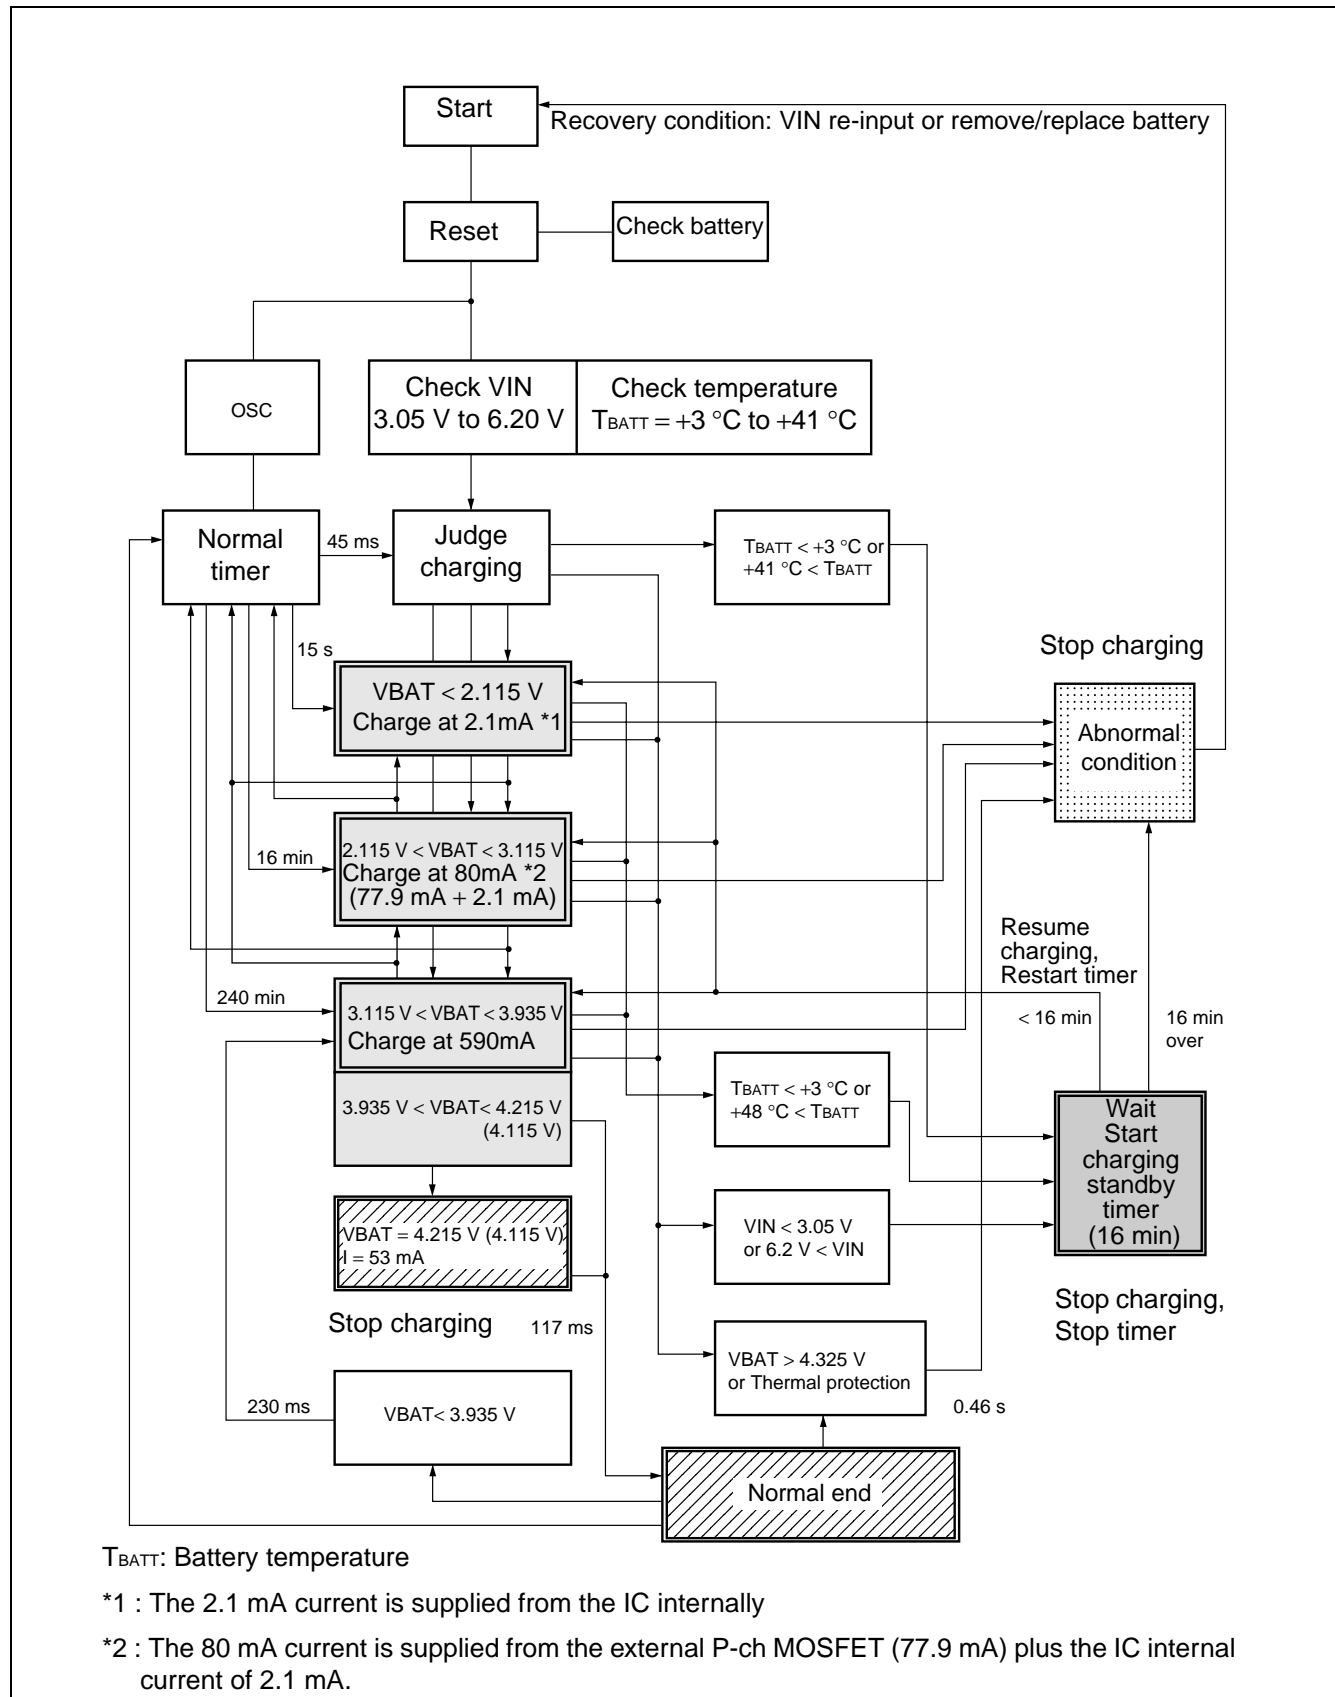 Start
Recovery condition: VIN re-input or remove/replace battery
Reset
Check battery
OSC
Check VIN
3.05 V to 6.20 V
Check temperature
TBATT = +3 °C to +41 °C
Normal
timer
45 ms
Judge
charging
TBATT < +3 °C or
+41 °C < TBATT
15 s
VBAT < 2.115 V
Charge at 2.1mA *1
Stop charging
Abnormal
condition
16 min
2.115 V < VBAT < 3.115V
Charge at 80mA *2
(77.9 mA + 2.1 mA)
Resume
charging,
Restart timer
240 min
3.115 V < VBAT < 3.935V
Charge at 590mA
< 16 min
16 min
over
3.935 V < VBAT< 4.215V
(4.115 V)
TBATT < +3 °C or
+48 °C < TBATT
Wait
Start
charging
standby
timer
(16 min)
VBAT = 4.215 V (4.115 V)
I = 53 mA
VIN < 3.05 V
or 6.2 V < VIN
Stop charging
117 ms
Stop charging,
Stop timer
VBAT > 4.325 V
or Thermal protection
0.46 s
230 ms
VBAT< 3.935 V
Normal end
TBATT: Battery temperature
*1 : The 2.1 mA current is supplied from the IC internally
*2 : The 80 mA current is supplied from the external P-ch MOSFET (77.9 mA) plus the IC internal
current of 2.1 mA.